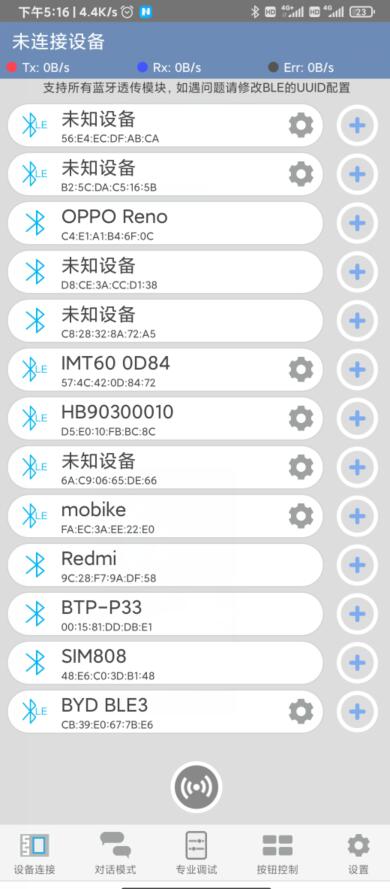 下午5:16 | 4.4K/s N HD 4G+ HD 4G 23
未连接设备
Tx: 0B/s Rx: 0B/s Err: 0B/s
支持所有蓝牙透传模块，如遇问题请修改BLE的UUID配置
LE 未知设备
56:E4:EC:DF:AB:CA
LE 未知设备
B2:5C:DA:C5:16:5B
OPPO Reno
C4:E1:A1:B4:6F:0C
未知设备
D8:CE:3A:CC:D1:38
未知设备
C8:28:32:8A:72:A5
LE IMT60 0D84
57:4C:42:0D:84:72
LE HB90300010
D5:E0:10:FB:BC:8C
LE 未知设备
6A:C9:06:65:DE:66
LE mobike
FA:EC:3A:EE:22:E0
Redmi
9C:28:F7:9A:DF:58
BTP-P33
00:15:81:DD:DB:E1
SIM808
48:E6:C0:3D:B1:48
LE BYD BLE3
CB:39:E0:67:7B:E6
设备连接 对话模式 专业调试 按钮控制 设置